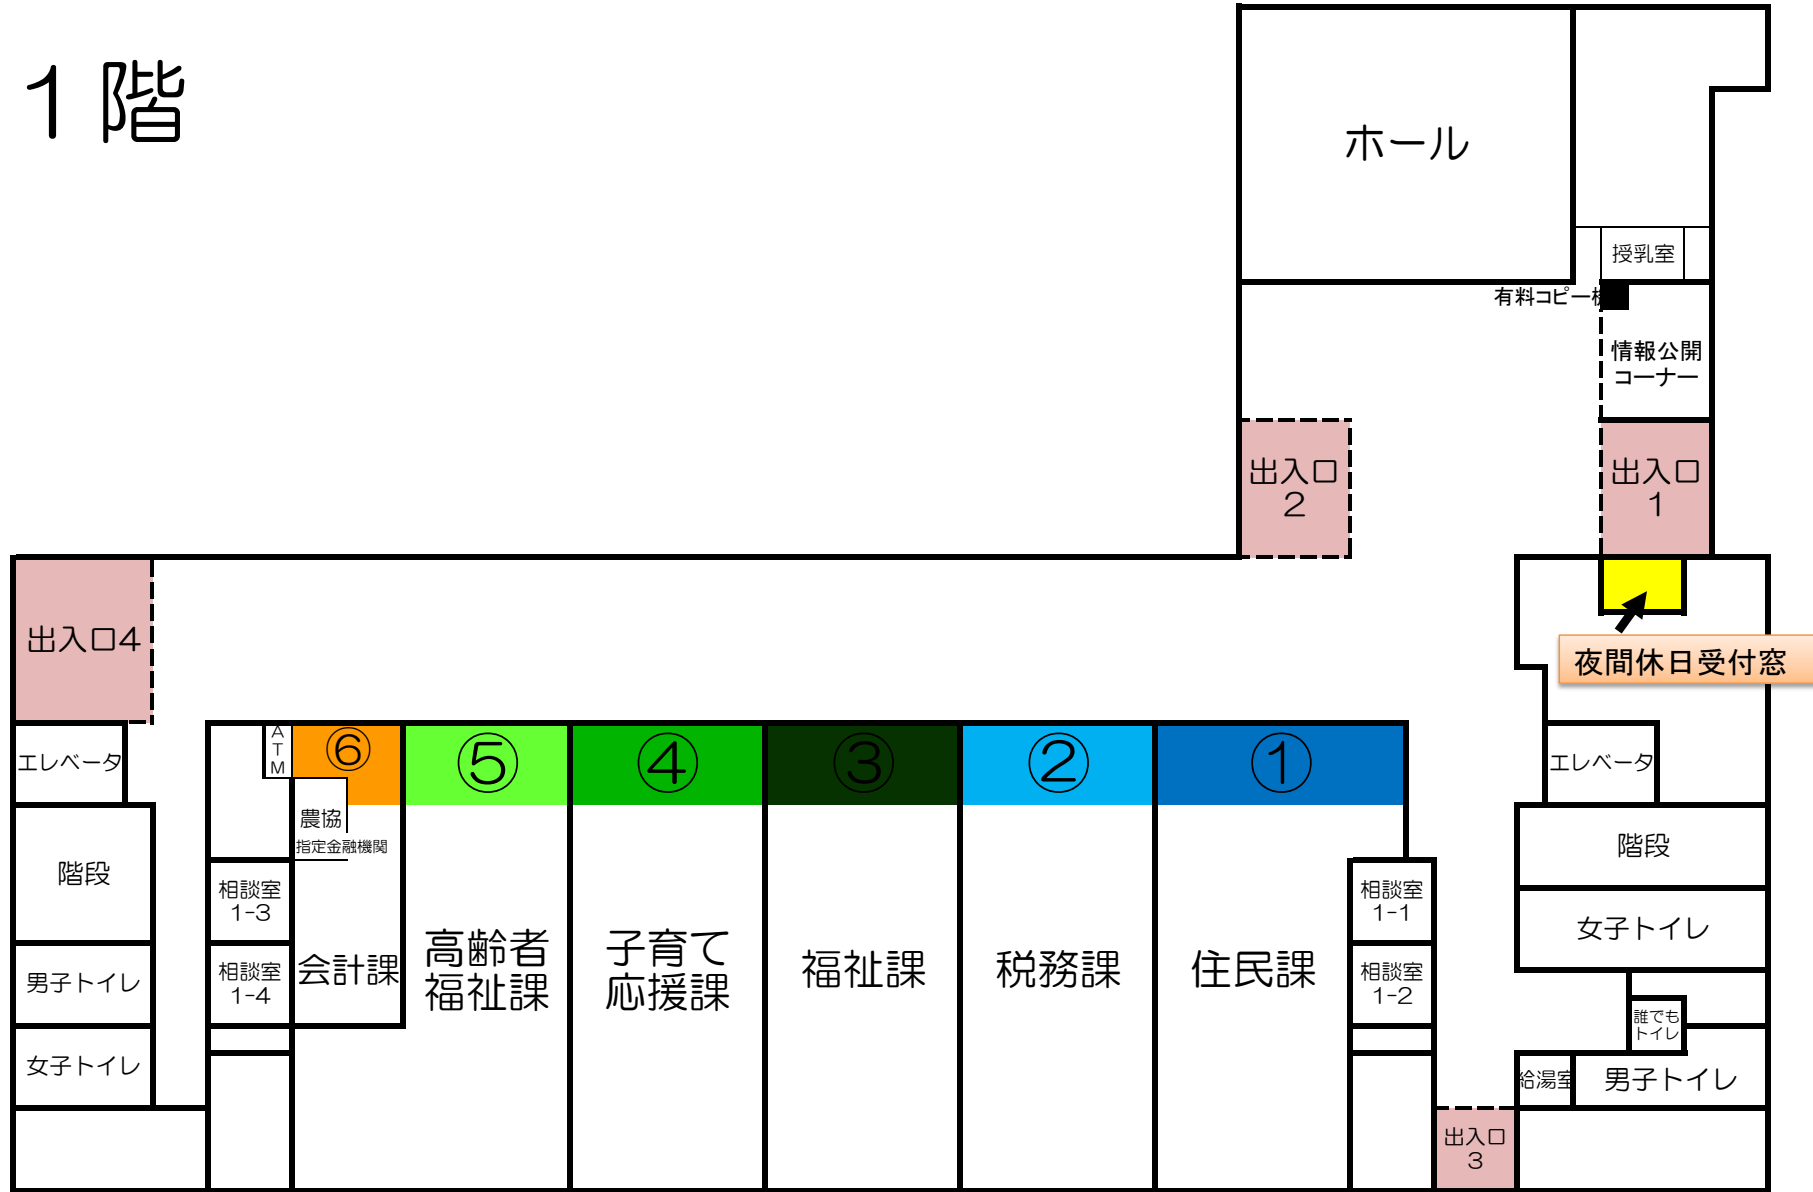 1階
ホール
授乳室
有料コピー機
情報公開
コーナー
出入口
2
出入口
1
出入口4
夜間休日受付窓
エレベータ
ATM
⑥
⑤
④
③
②
①
エレベータ
農協
指定金融機関
階段
階段
相談室
1-3
相談室
1-1
女子トイレ
高齢者
福祉課
子育て
応援課
福祉課
税務課
住民課
会計課
男子トイレ
相談室
1-4
相談室
1-2
誰でも
トイレ
女子トイレ
給湯室
男子トイレ
出入口
3